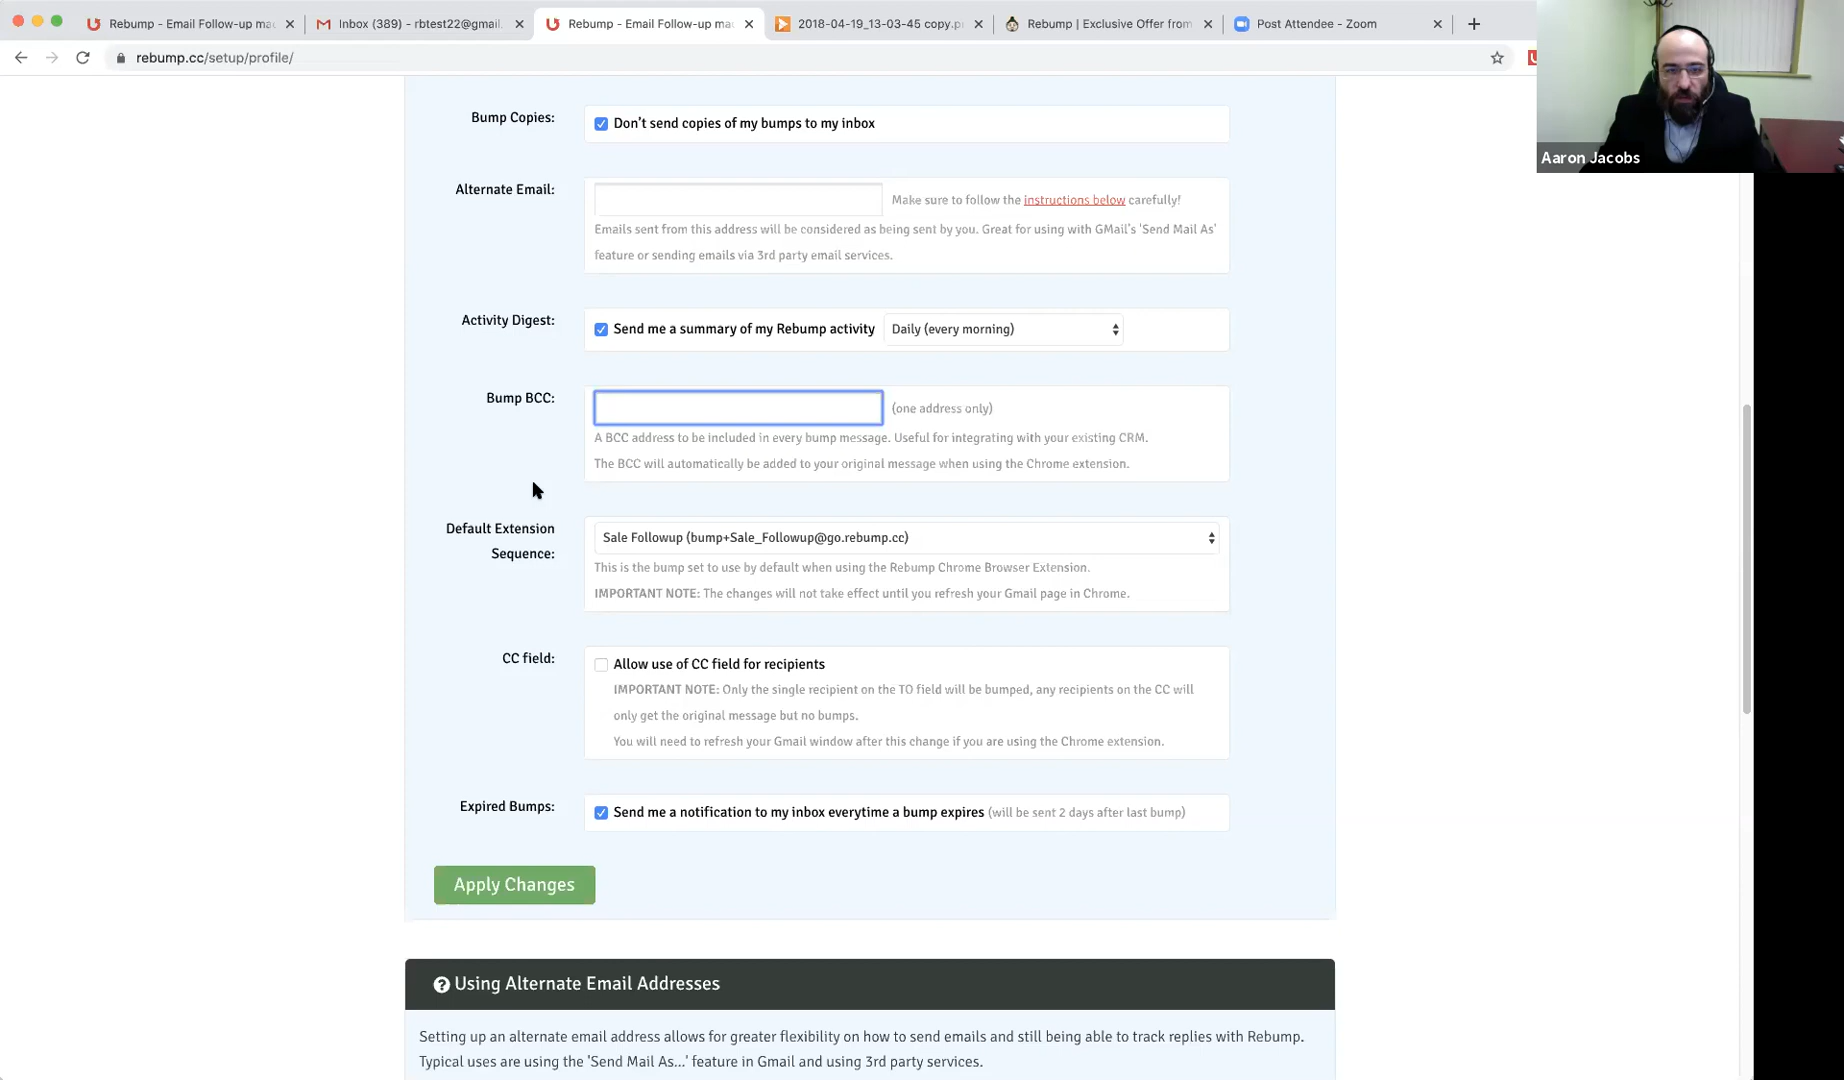 Rebump - Email Follow-up mac
Inbox (389) - rbtest22@gmail.
Rebump - Email Follow-up mac
2018-04-19_13-03-45 copy.p
Rebump | Exclusive Offer from
Post Attendee - Zoom
rebump.cc/setup/profile/
Aaron Jacobs
Bump Copies:
Don't send copies of my bumps to my inbox
Alternate Email:
Make sure to follow the instructions below carefully!
Emails sent from this address will be considered as being sent by you. Great for using with GMail's 'Send Mail As'
feature or sending emails via 3rd party email services.
Activity Digest:
Send me a summary of my Rebump activity
Daily (every morning)
Bump BCC:
(one address only)
A BCC address to be included in every bump message. Useful for integrating with your existing CRM.
The BCC will automatically be added to your original message when using the Chrome extension.
Default Extension
Sequence:
Sale Followup (bump+Sale_Followup@go.rebump.cc)
This is the bump set to use by default when using the Rebump Chrome Browser Extension.
IMPORTANT NOTE: The changes will not take effect until you refresh your Gmail page in Chrome.
CC field:
Allow use of CC field for recipients
IMPORTANT NOTE: Only the single recipient on the TO field will be bumped, any recipients on the CC will
only get the original message but no bumps.
You will need to refresh your Gmail window after this change if you are using the Chrome extension.
Expired Bumps:
Send me a notification to my inbox everytime a bump expires (will be sent 2 days after last bump)
Apply Changes
Using Alternate Email Addresses
Setting up an alternate email address allows for greater flexibility on how to send emails and still being able to track replies with Rebump.
Typical uses are using the 'Send Mail As...' feature in Gmail and using 3rd party services.